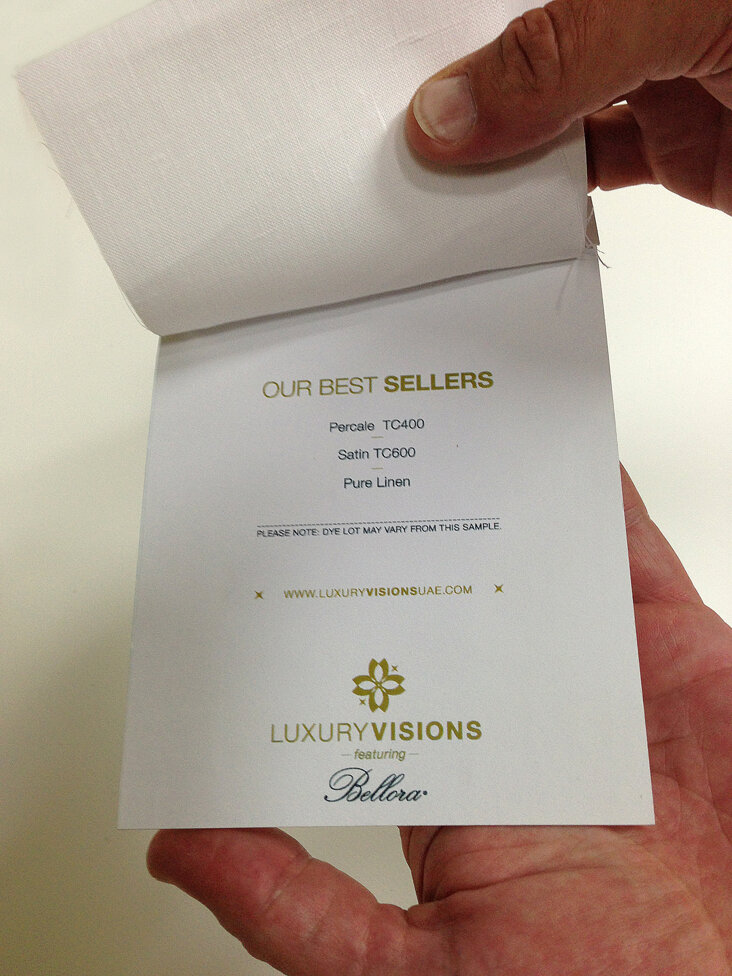 OUR BEST SELLERS
Percale TC400
Satin TC600
Pure Linen
PLEASE NOTE: DYE LOT MAY VARY FROM THIS SAMPLE.
WWW.LUXURYVISIONSUAE.COM
LUXURYVISIONS
featuring
Bellora